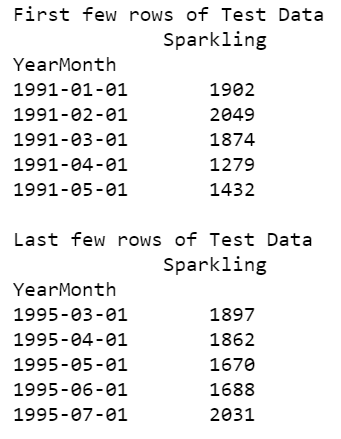 First few rows of Test Data
Sparkling
YearMonth
1991-01-01 1902
1991-02-01 2049
1991-03-01 1874
1991-04-01 1279
1991-05-01 1432
Last few rows of Test Data
Sparkling
YearMonth
1995-03-01 1897
1995-04-01 1862
1995-05-01 1670
1995-06-01 1688
1995-07-01 2031